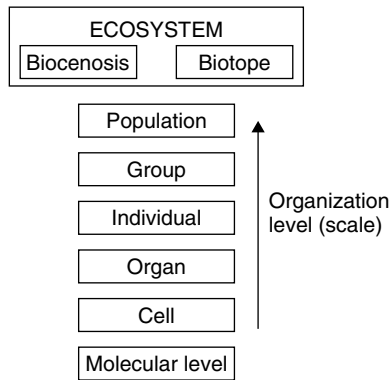 ECOSYSTEM
Biocenosis Biotope
Population
Group
Individual
Organ
Cell
Molecular level
Organization
level (scale)